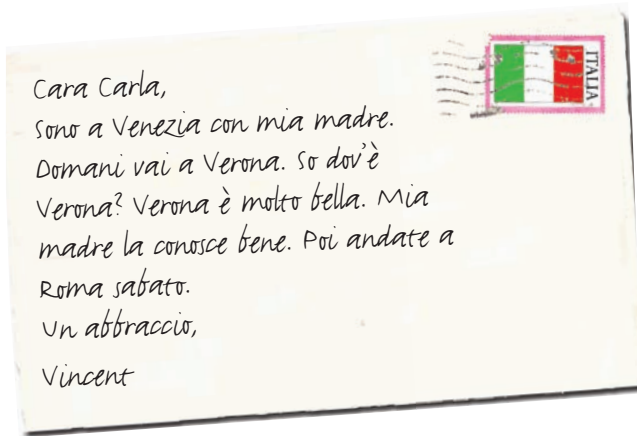 ITALIA
Cara Carla,
Sono a Venezia con mia madre.
Domani vai a Verona. So dov'è
Verona? Verona è molto bella. Mia
madre la conosce bene. Poi andate a
Roma sabato.
Un abbraccio,
Vincent